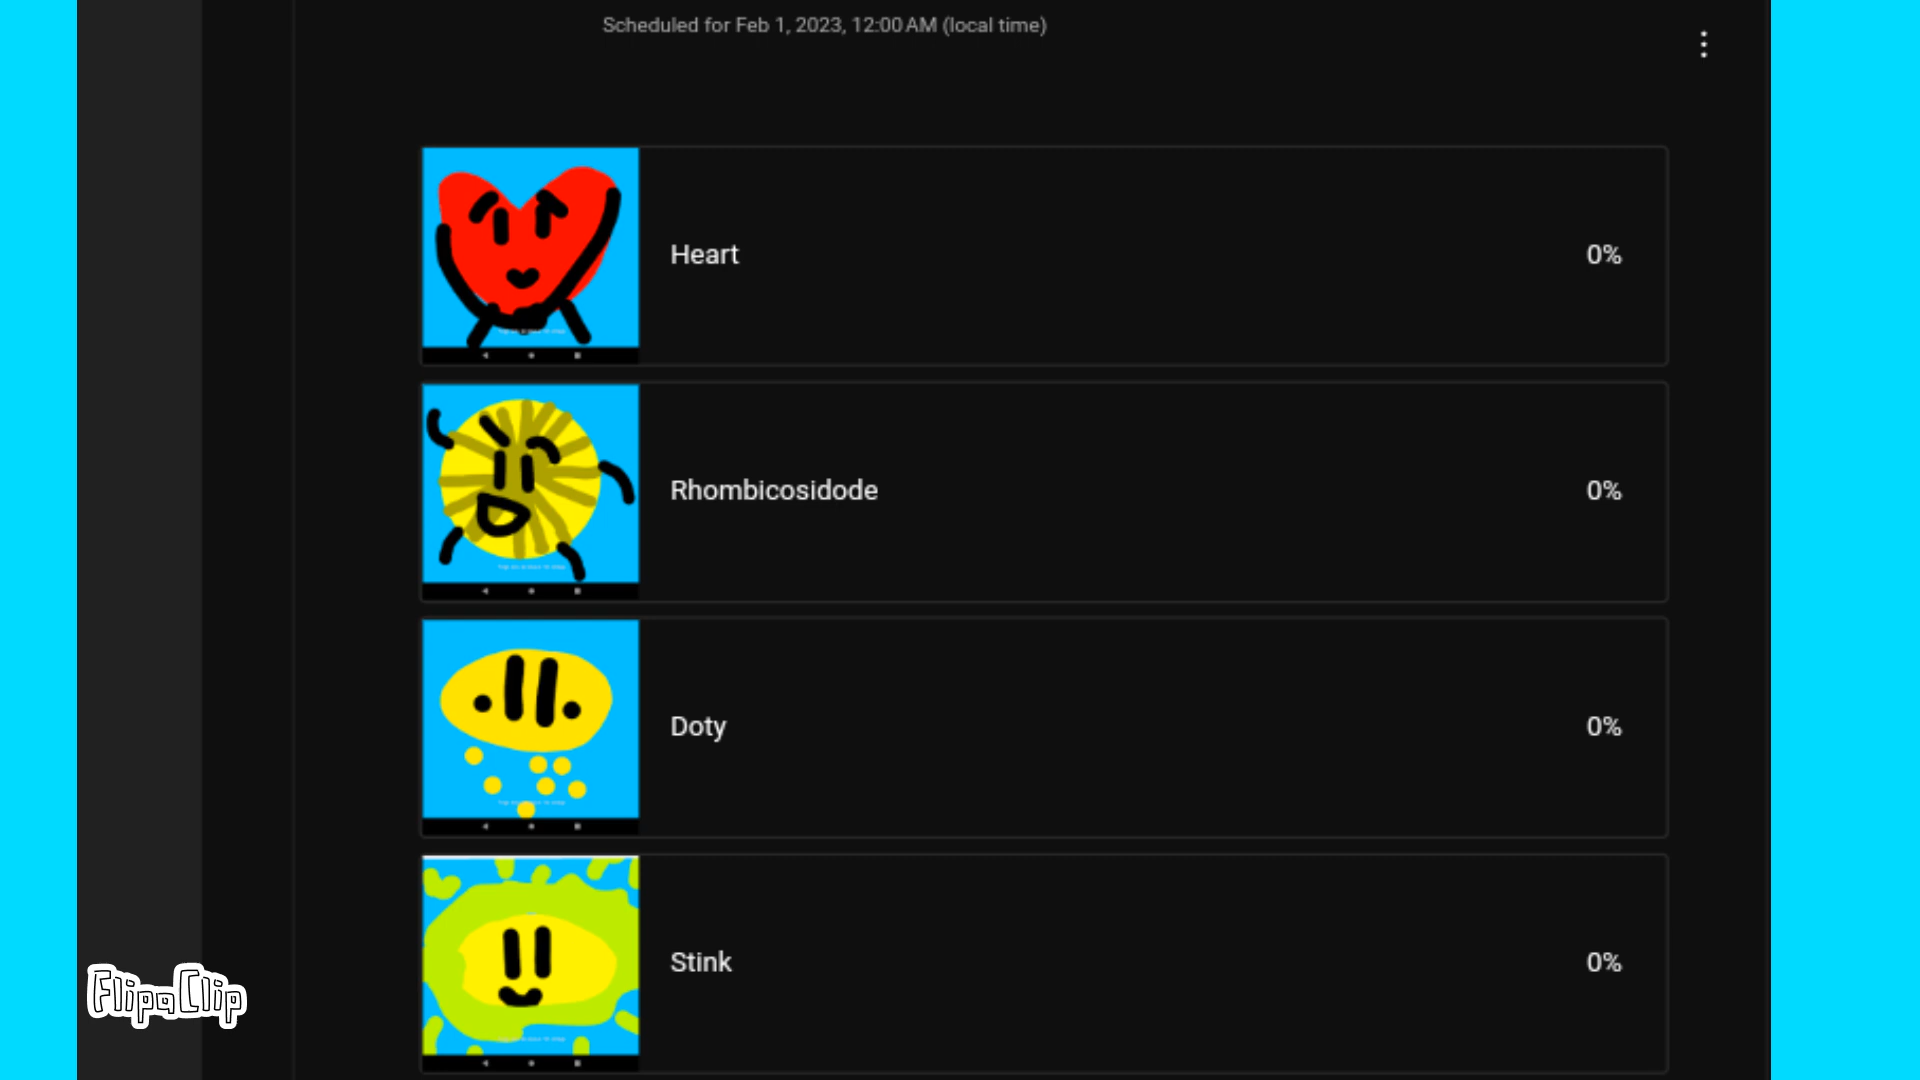 Scheduled for Feb 1, 2023, 12:00 AM (local time)
Heart 0%
Rhombicosidode 0%
Doty 0%
Stink 0%
FlipaClip